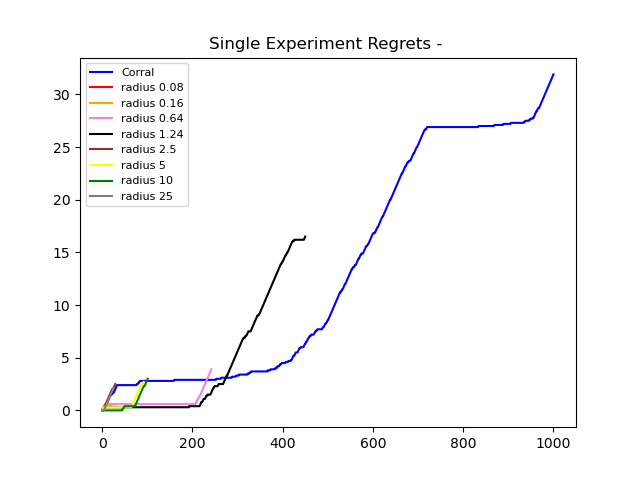 Single Experiment Regrets -
Corral
radius 0.08
radius 0.16
radius 0.64
radius 1.24
radius 2.5
radius 5
radius 10
radius 25
30
25
20
15
10
5
0
0 200 400 600 800 1000